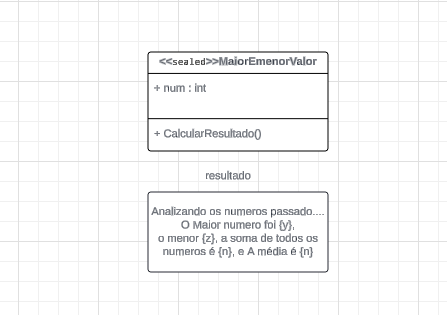 <<sealed>>MaiorEmenorValor
+ num : int
+ CalcularResultado()
resultado
Analizando os numeros passado....
O Maior numero foi {y},
o menor {z}, a soma de todos os
numeros é {n}, e A média é {n}